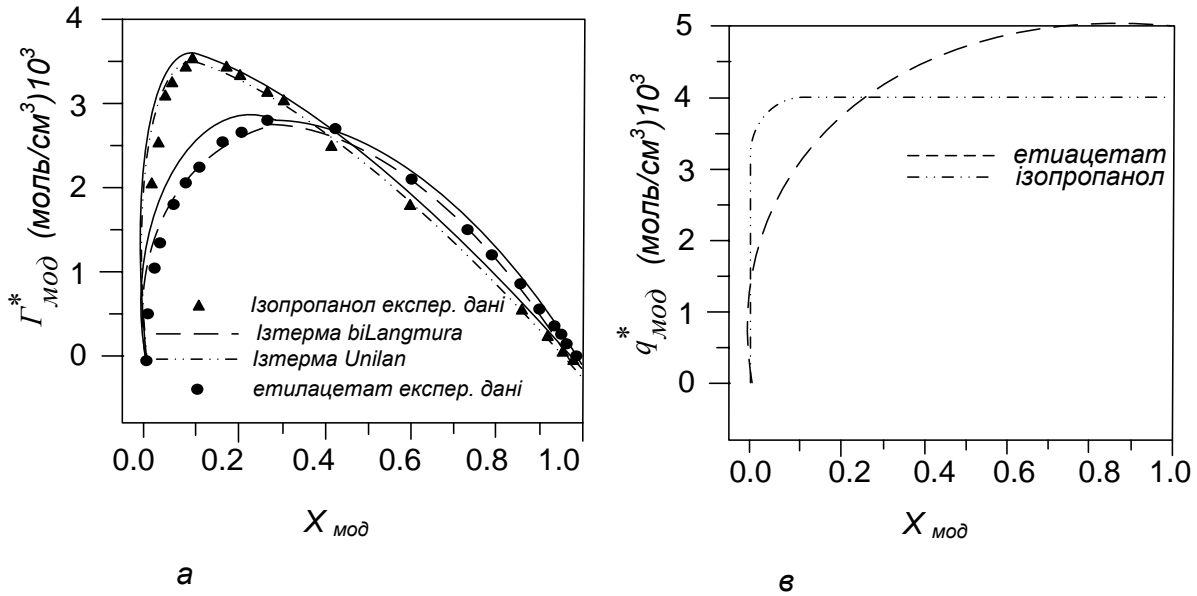 Г*мод (моль/см³)10³
4
3
2
1
0
Ізопропанол експер. дані
Ізтерма biLangmura
Ізтерма Unilan
етилацетат експер. дані
0.0 0.2 0.4 0.6 0.8 1.0
X мод
а
q*мод (моль/см³)10³
5
4
3
2
1
0
етиацетат
ізопропанол
0.0 0.2 0.4 0.6 0.8 1.0
X мод
в